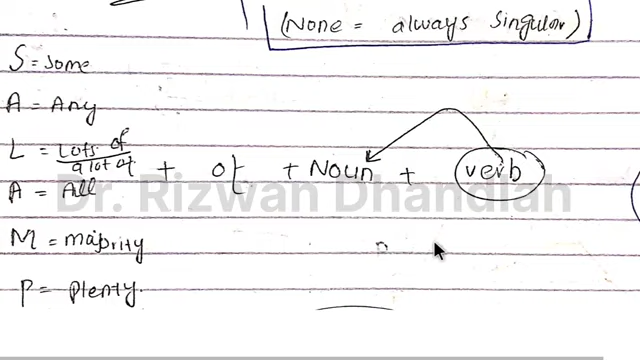 (None = always singular)
S = some
A = Any
L = Lots of
a lot of
+ of + Noun + verb
A = All
Dr. Rizwan Dhandlah
M = majority
P = Plenty.